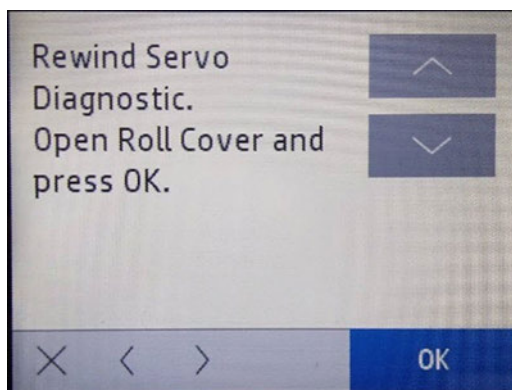 Rewind Servo
Diagnostic.
Open Roll Cover and
press OK.
OK